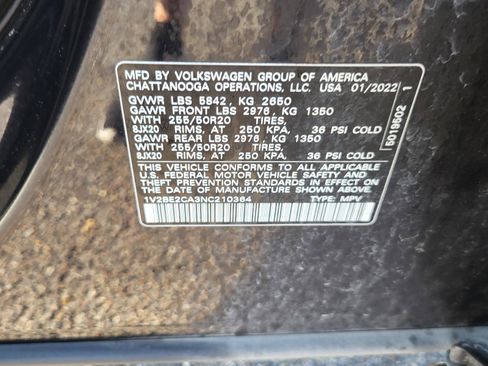 MFD BY VOLKSWAGEN GROUP OF AMERICA
CHATTANOOGA OPERATIONS, LLC. USA 01/2022
GVWR LBS 5842, KG 2650
GAWR FRONT LBS 2976, KG 1350
WITH 255/50R20 TIRES,
8JX20 RIMS, AT 250 KPA, 36 PSI COLD
GAWR REAR LBS 2976, KG 1350
WITH 255/50R20 TIRES,
8JX20 RIMS, AT 250 KPA, 36 PSI COLD
THIS VEHICLE CONFORMS TO ALL APPLICABLE
U.S. FEDERAL MOTOR VEHICLE SAFETY AND
THEFT PREVENTION STANDARDS IN EFFECT ON
THE DATE OF MANUFACTURE SHOWN ABOVE.
1V2BE2CA3NC210364 TYPE: MPV
5019602 1